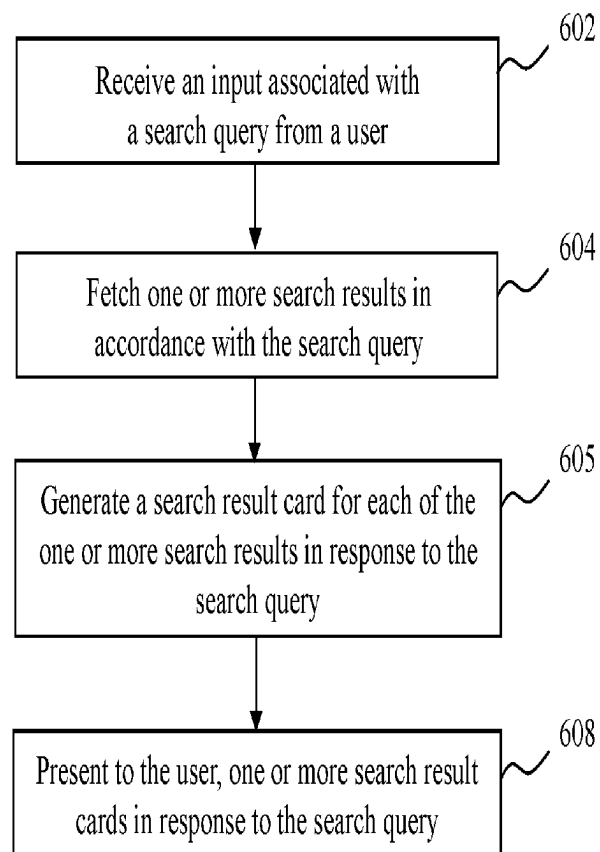 602
Receive an input associated with
a search query from a user
604
Fetch one or more search results in
accordance with the search query
605
Generate a search result card for each of the
one or more search results in response to the
search query
608
Present to the user, one or more search result
cards in response to the search query